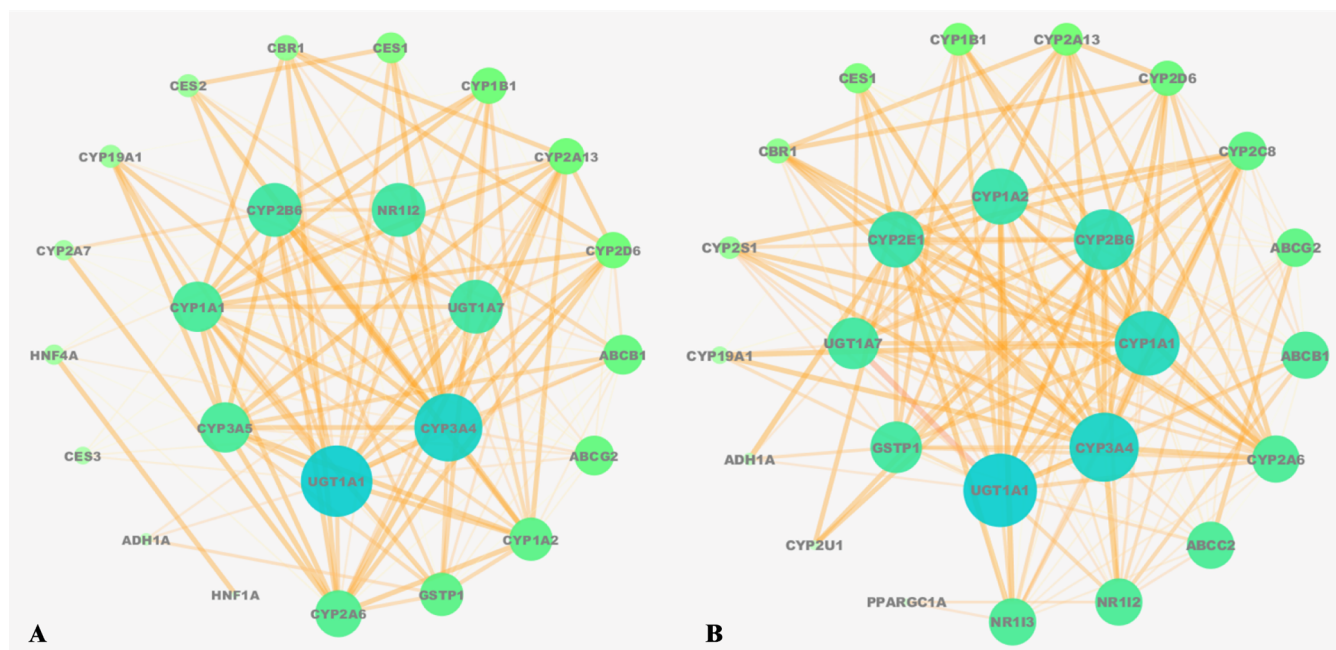 CBR1
CES1
CES2
CYP1B1
CYP19A1
CYP2A13
CYP2B6
NR1I2
CYP2A7
CYP2D6
CYP1A1
UGT1A7
HNF4A
ABCB1
CYP3A5
CYP3A4
CES3
ABCG2
UGT1A1
ADH1A
CYP1A2
HNF1A
GSTP1
CYP2A6
A
CYP1B1
CYP2A13
CES1
CYP2D6
CBR1
CYP2C8
CYP1A2
CYP2E1
CYP2B6
CYP2S1
ABCG2
UGT1A7
CYP1A1
CYP19A1
ABCB1
GSTP1
CYP3A4
ADH1A
CYP2A6
UGT1A1
CYP2U1
ABCC2
PPARGC1A
NR1I2
NR1I3
B